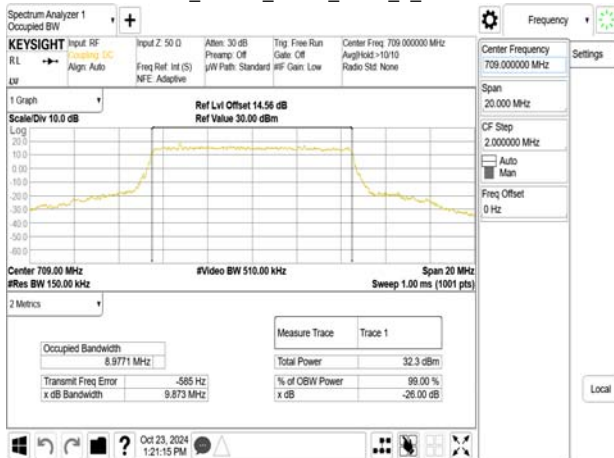 Spectrum Analyzer 1
Occupied BW
Frequency
KEYSIGHT
RL
Input: RF
Coupling: DC
Align: Auto
Input Z: 50 Ω
Freq Ref: Int (S)
NFE: Adaptive
Atten: 30 dB
Preamp: Off
µW Path: Standard
Trig: Free Run
Gate: Off
#IF Gain: Low
Center Freq: 709.000000 MHz
Avg|Hold:>10/10
Radio Std: None
Center Frequency
709.000000 MHz
Settings
Span
20.000 MHz
CF Step
2.000000 MHz
Auto
Man
Freq Offset
0 Hz
Local
1 Graph
Scale/Div 10.0 dB
Ref Lvl Offset 14.56 dB
Ref Value 30.00 dBm
Log
20.0
10.0
0.00
-10.0
-20.0
-30.0
-40.0
-50.0
-60.0
Center 709.00 MHz
#Video BW 510.00 kHz
Span 20 MHz
#Res BW 150.00 kHz
Sweep 1.00 ms (1001 pts)
2 Metrics
Measure Trace
Trace 1
Occupied Bandwidth
8.9771 MHz
Total Power
32.3 dBm
Transmit Freq Error
-585 Hz
% of OBW Power
99.00 %
x dB Bandwidth
9.873 MHz
x dB
-26.00 dB
Oct 23, 2024
1:21:15 PM